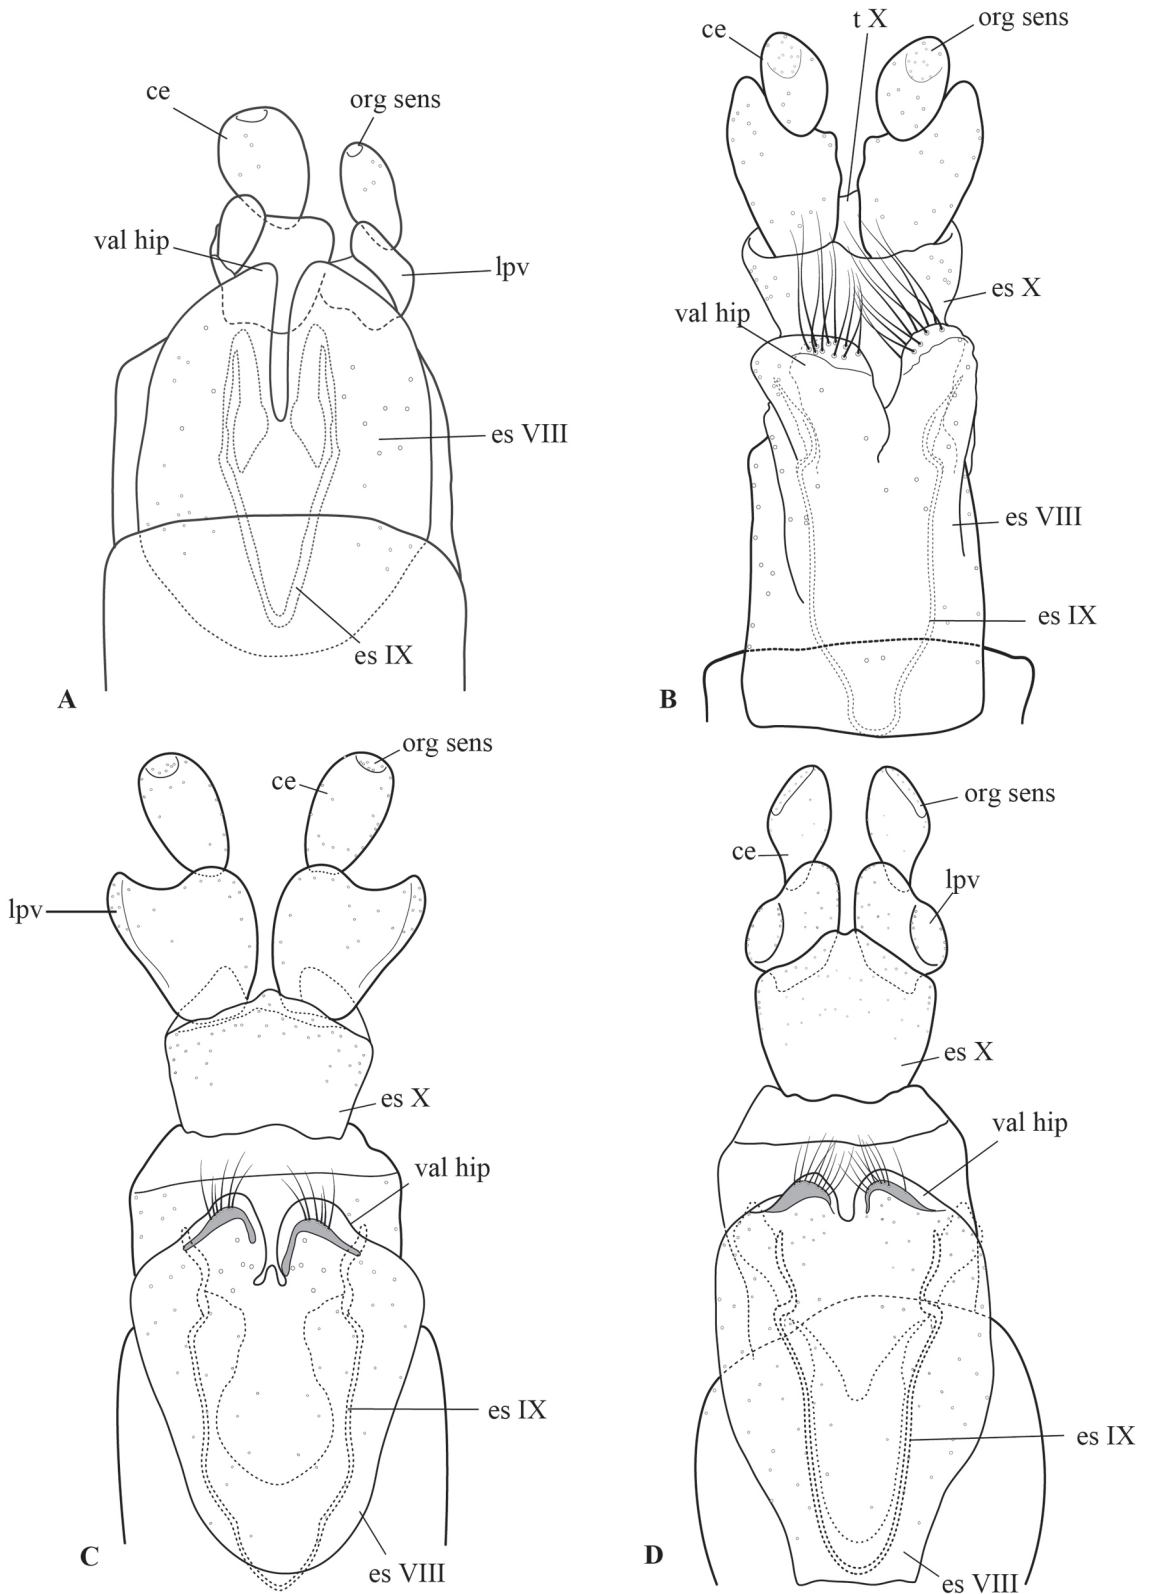 ce
org sens
val hip
lpv
es VIII
es IX
A
ce
t X
org sens
es X
val hip
es VIII
es IX
B
org sens
ce
lpv
es X
val hip
es IX
es VIII
C
org sens
ce
lpv
es X
val hip
es IX
es VIII
D